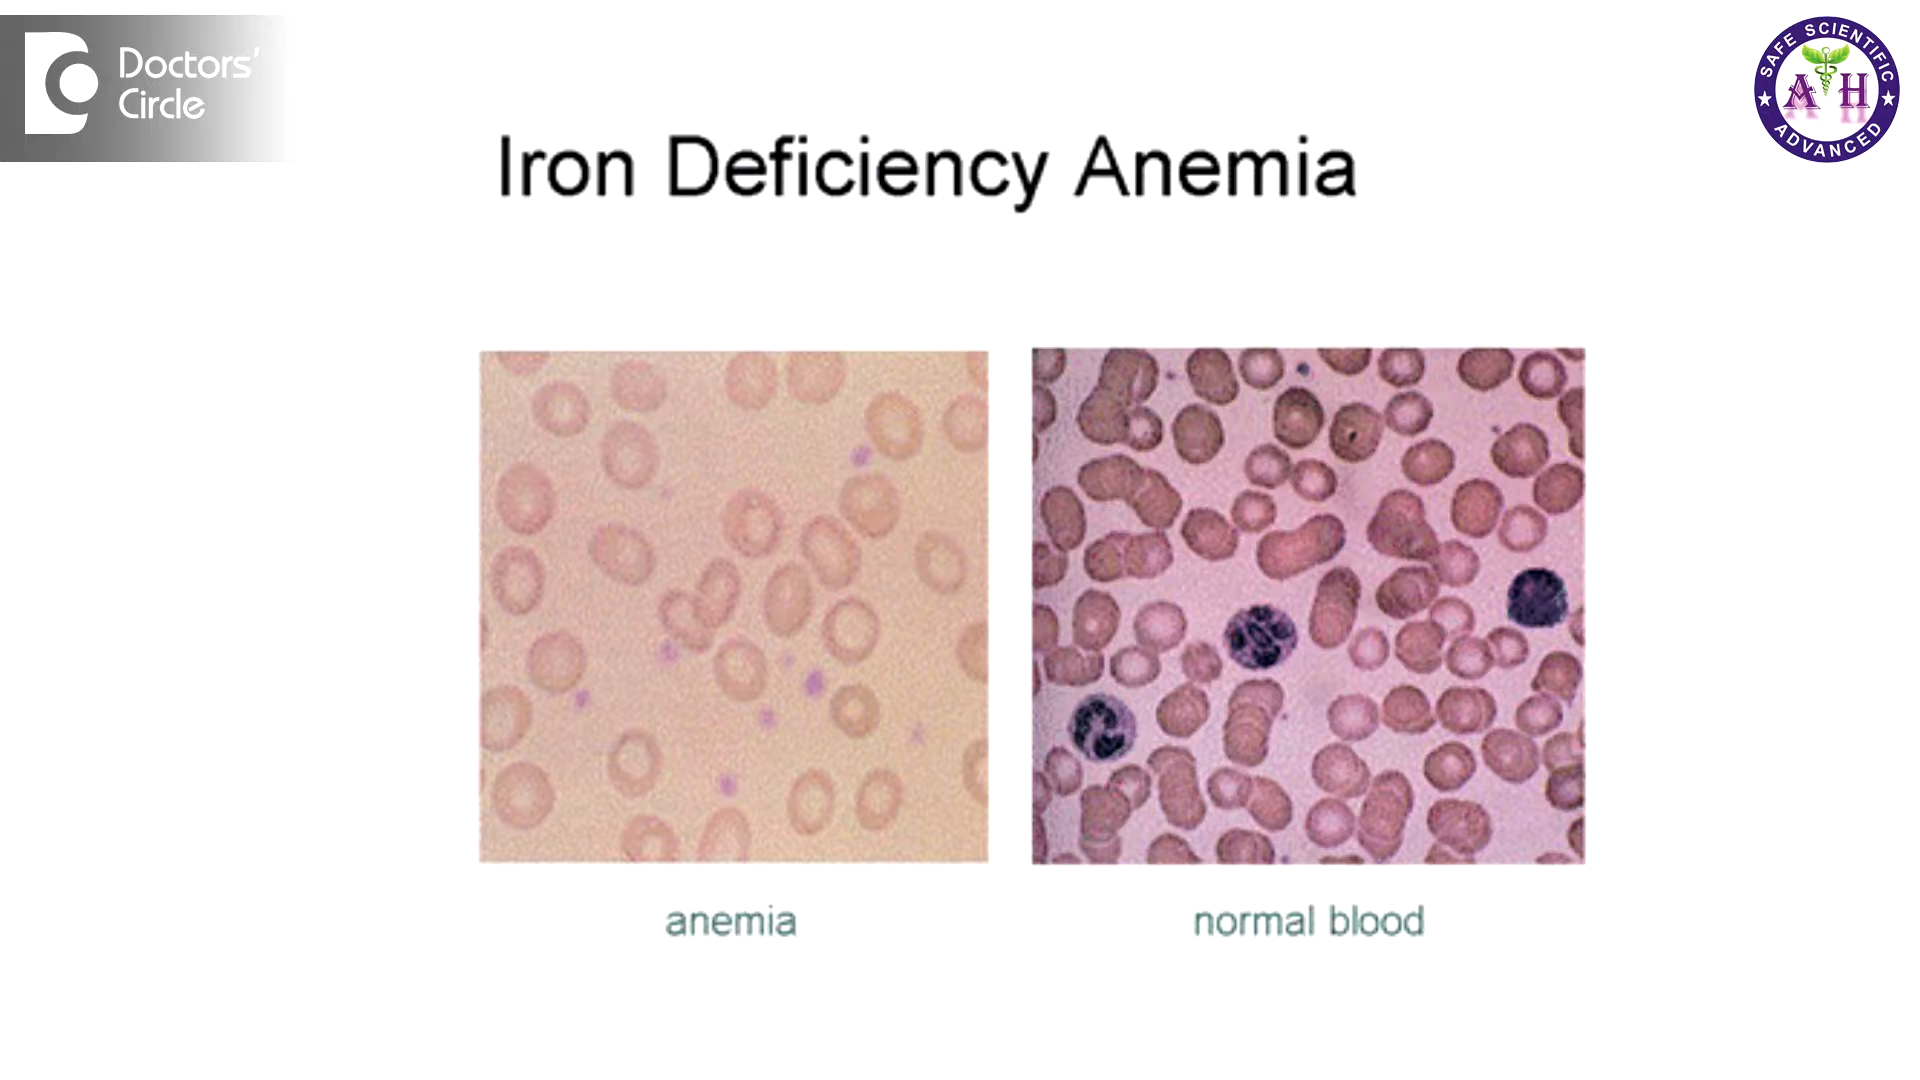 Doctors'
Circle
SAFE SCIENTIFIC
A H
ADVANCED
Iron Deficiency Anemia
anemia
normal blood